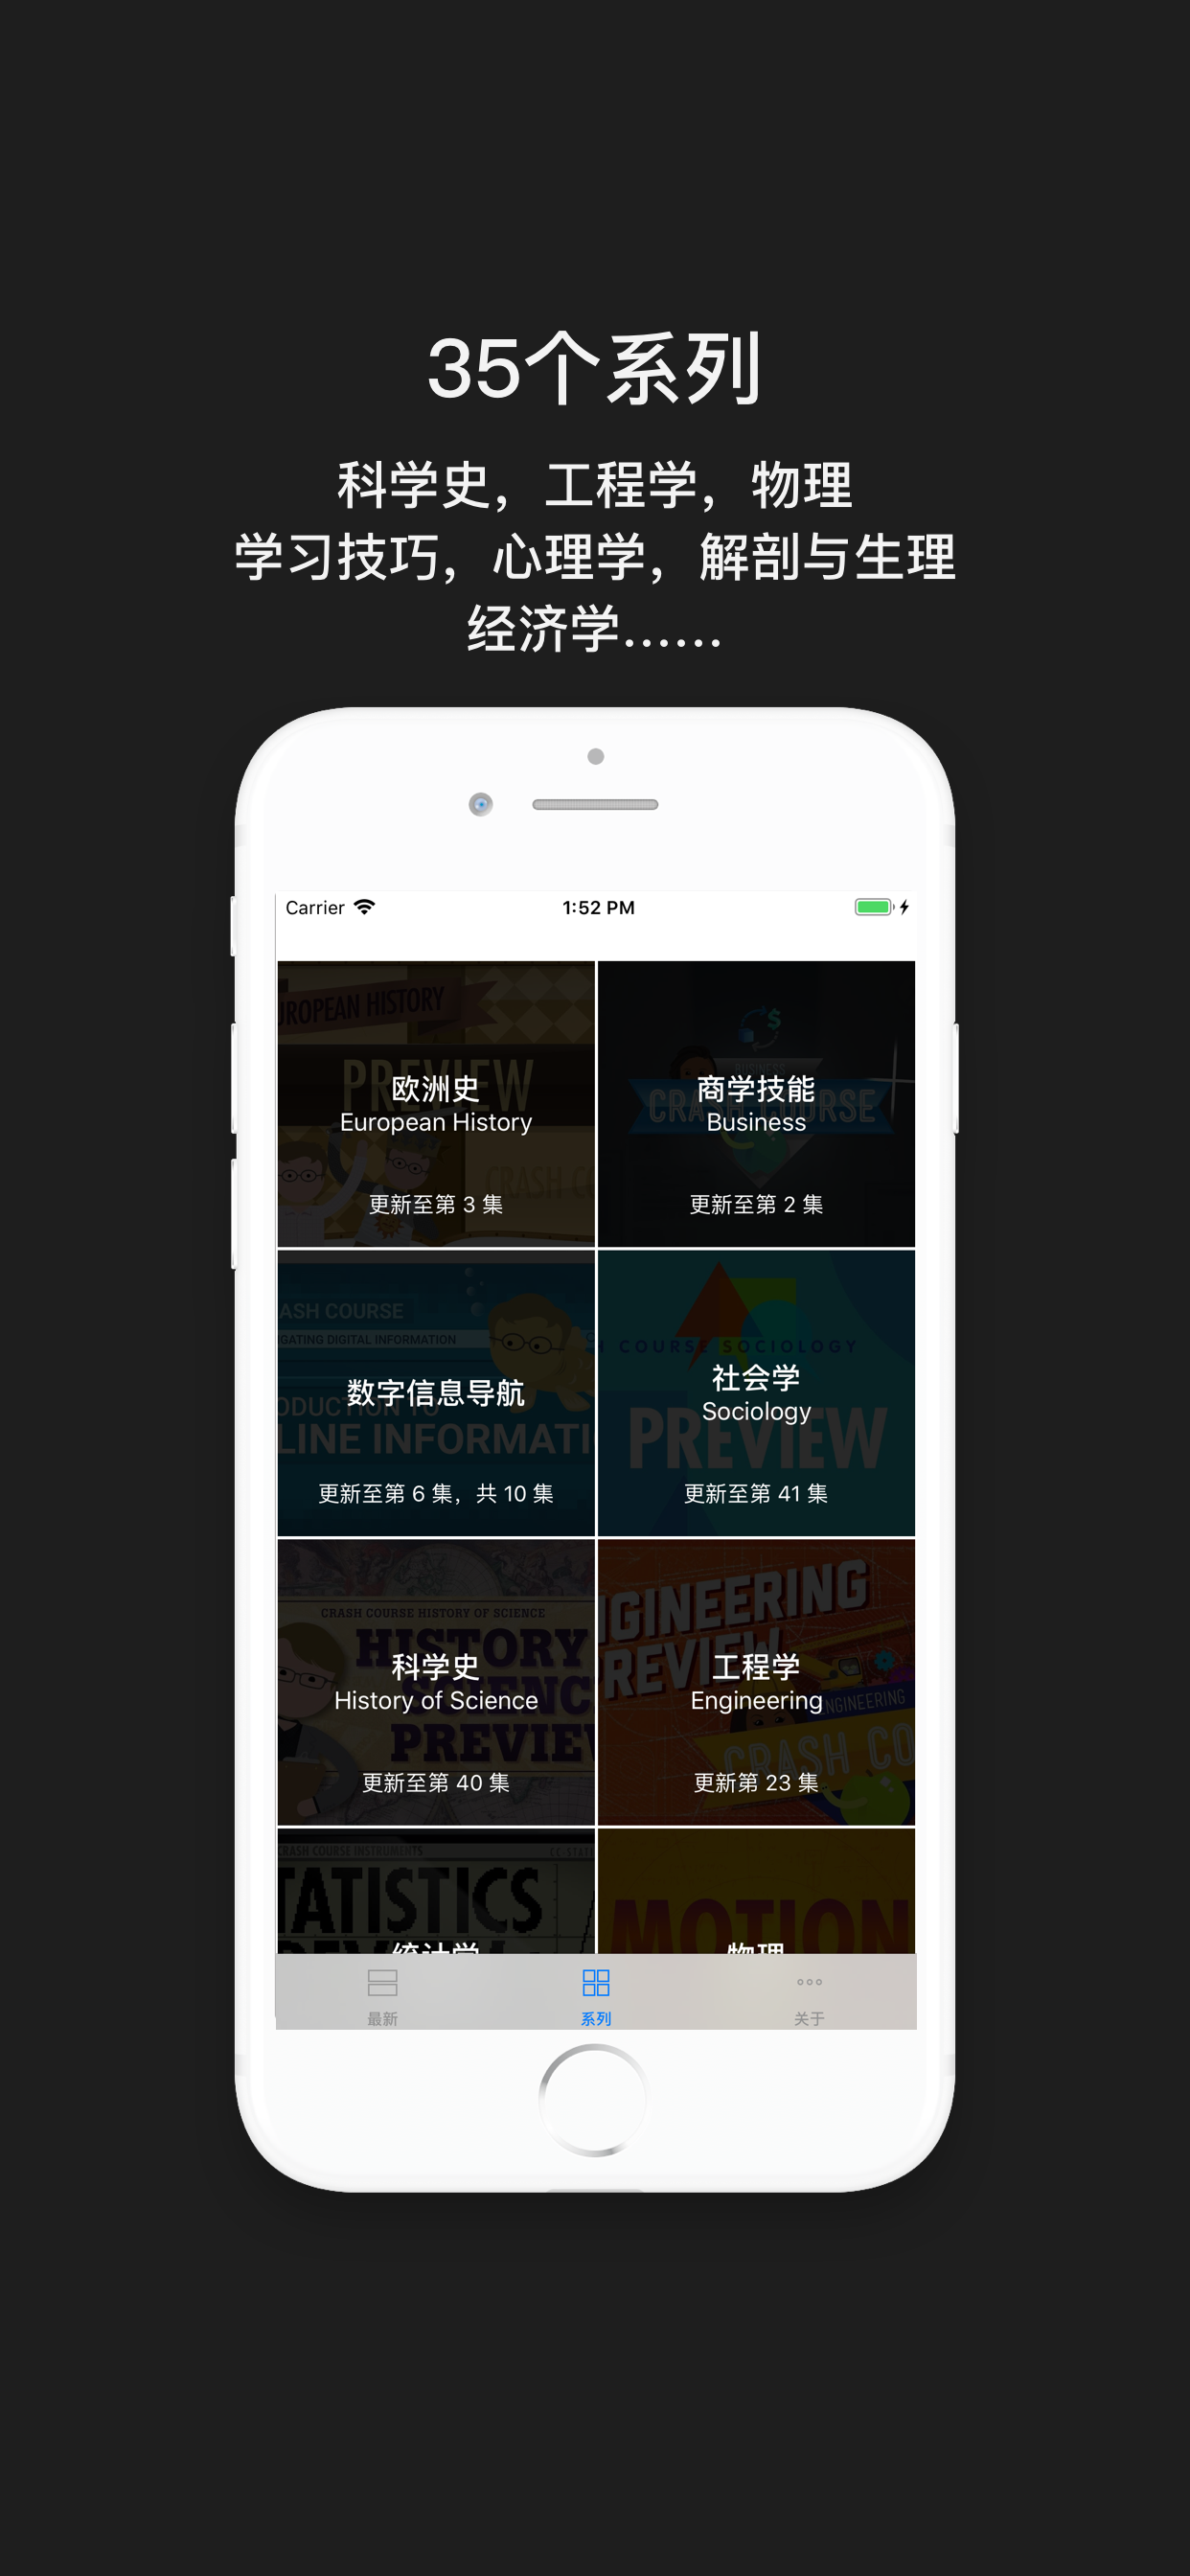 35个系列
科学史，工程学，物理
学习技巧，心理学，解剖与生理
经济学……
Carrier
1:52 PM
UROPEAN HISTORY
PREVIEW
欧洲史
European History
CRASH CO
更新至第 3 集
BUSINESS
CRASH COURSE
商学技能
Business
更新至第 2 集
ASH COURSE
IGATING DIGITAL INFORMATION
数字信息导航
ODUCTION TO
LINE INFORMATI
更新至第 6 集，共 10 集
COURSE SOCIOLOGY
社会学
Sociology
PREVIEW
更新至第 41 集
CRASH COURSE HISTORY OF SCIENCE
HISTORY
科学史
History of Science
PREVIEW
更新至第 40 集
GINEERING
REVIEW
工程学
Engineering
ENGINEERING
CRASH CO
更新第 23 集
CRASH COURSE INSTRUMENTS
TATISTICS
统计学
MOTION
物理
最新
系列
关于